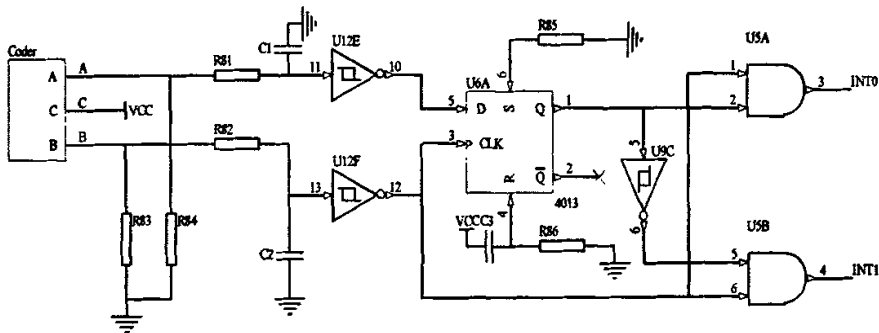 Coder
A A
C C
B B
VCC
R81
R82
R83
R84
C1
C2
U12E
11 10
U12F
13 12
U6A
5 D
3 CLK
S 6
R 4
Q 1
Q 2
4013
R85
VCC C3
R86
U9C
5
6
U5A
1
2
3 INT0
U5B
5
6
4 INT1